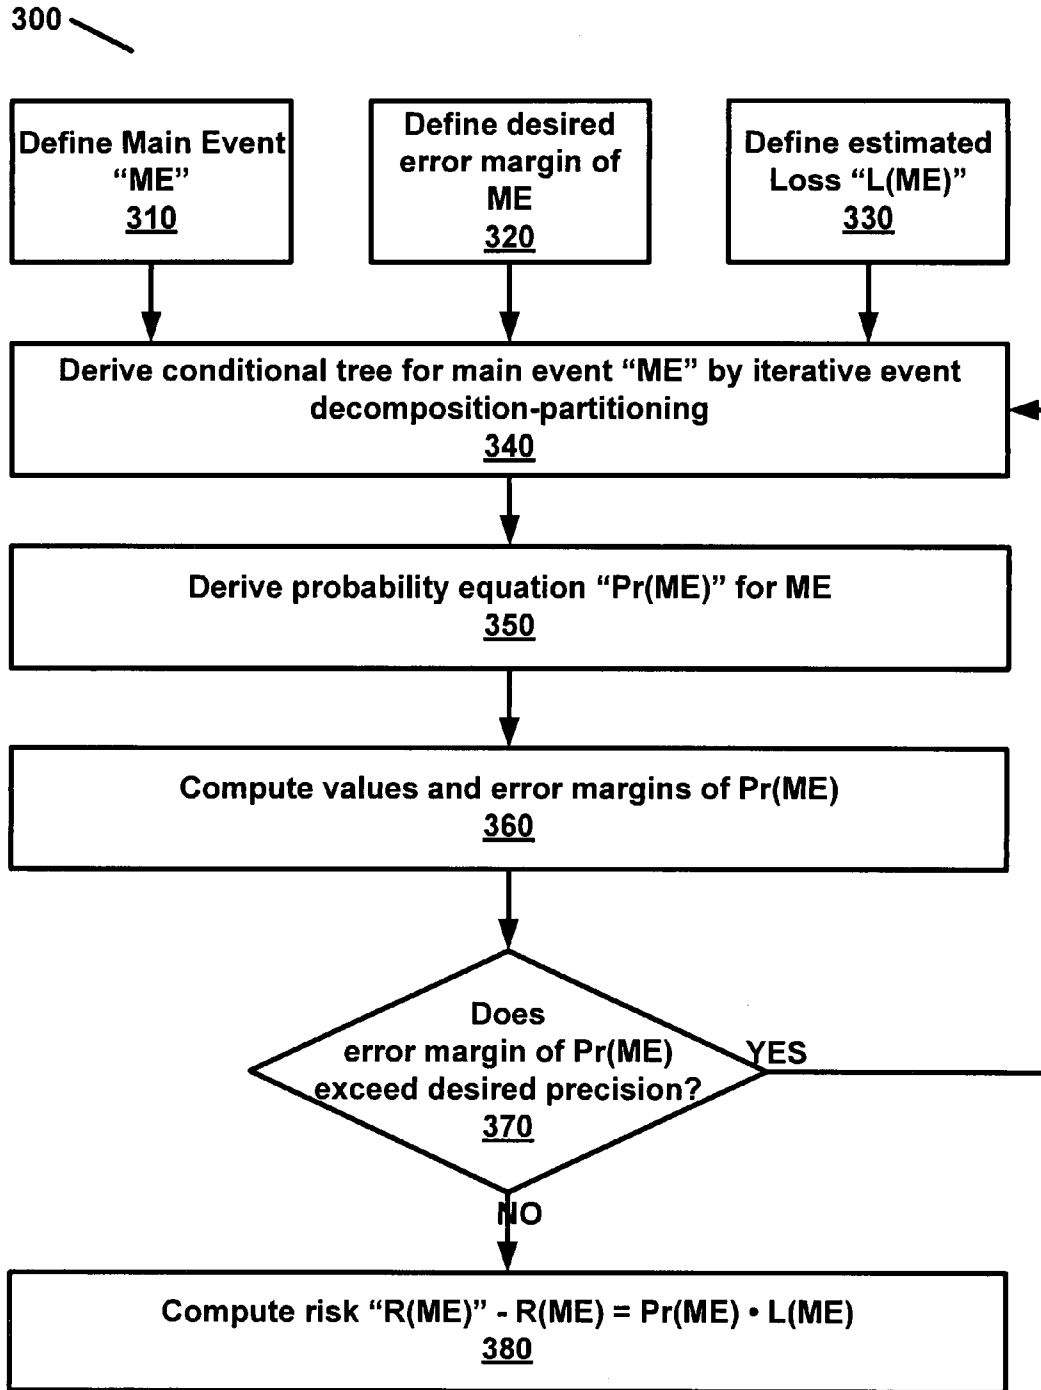 300
Define Main Event
“ME”
310
Define desired
error margin of
ME
320
Define estimated
Loss “L(ME)”
330
Derive conditional tree for main event “ME” by iterative event
decomposition-partitioning
340
Derive probability equation “Pr(ME)” for ME
350
Compute values and error margins of Pr(ME)
360
Does
error margin of Pr(ME)
exceed desired precision?
370
YES
NO
Compute risk “R(ME)” - R(ME) = Pr(ME) • L(ME)
380